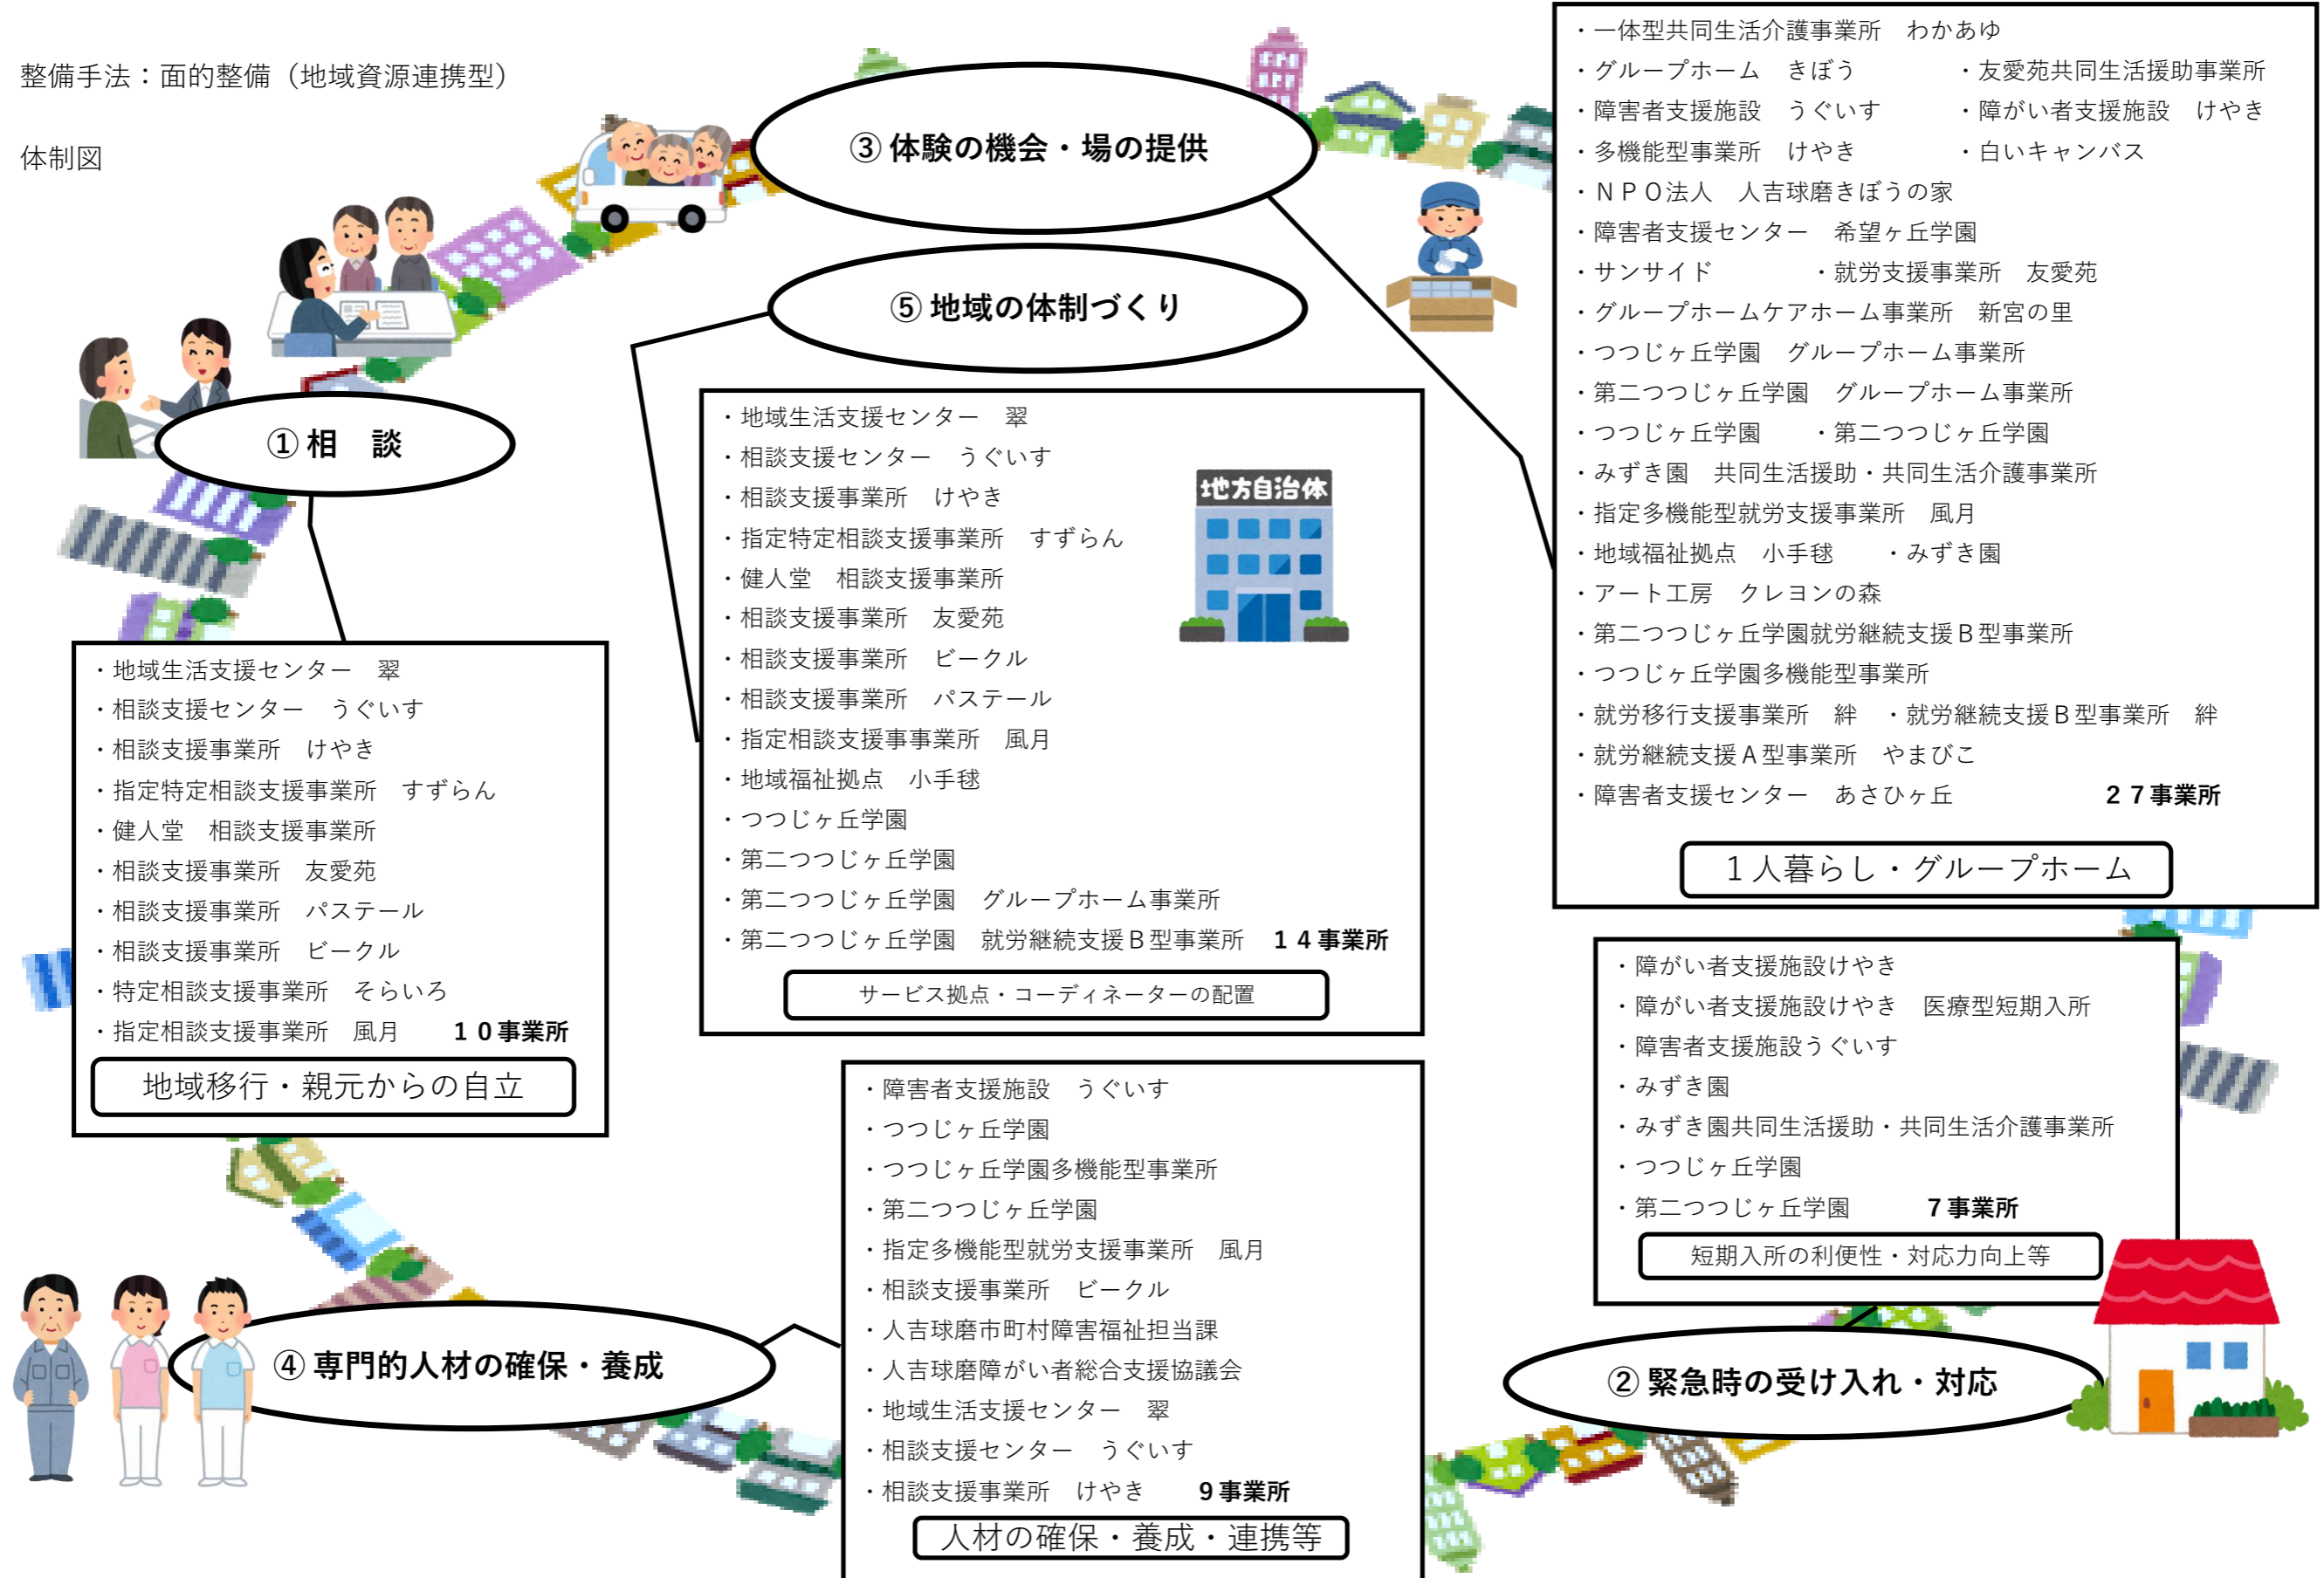 整備手法：面的整備（地域資源連携型）
体制図
③ 体験の機会・場の提供
⑤ 地域の体制づくり
① 相　談
・地域生活支援センター　翠
・相談支援センター　うぐいす
・相談支援事業所　けやき
・指定特定相談支援事業所　すずらん
・健人堂　相談支援事業所
・相談支援事業所　友愛苑
・相談支援事業所　パステール
・相談支援事業所　ビークル
・特定相談支援事業所　そらいろ
・指定相談支援事業所　風月　　１０事業所
地域移行・親元からの自立
・地域生活支援センター　翠
・相談支援センター　うぐいす
・相談支援事業所　けやき
・指定特定相談支援事業所　すずらん
・健人堂　相談支援事業所
・相談支援事業所　友愛苑
・相談支援事業所　ビークル
・相談支援事業所　パステール
・指定相談支援事事業所　風月
・地域福祉拠点　小手毬
・つつじヶ丘学園
・第二つつじヶ丘学園
・第二つつじヶ丘学園　グループホーム事業所
・第二つつじヶ丘学園　就労継続支援Ｂ型事業所　１４事業所
サービス拠点・コーディネーターの配置
地方自治体
・一体型共同生活介護事業所　わかあゆ
・グループホーム　きぼう　　　　・友愛苑共同生活援助事業所
・障害者支援施設　うぐいす　　　・障がい者支援施設　けやき
・多機能型事業所　けやき　　　　・白いキャンバス
・ＮＰＯ法人　人吉球磨きぼうの家
・障害者支援センター　希望ヶ丘学園
・サンサイド　　　　・就労支援事業所　友愛苑
・グループホームケアホーム事業所　新宮の里
・つつじヶ丘学園　グループホーム事業所
・第二つつじヶ丘学園　グループホーム事業所
・つつじヶ丘学園　　・第二つつじヶ丘学園
・みずき園　共同生活援助・共同生活介護事業所
・指定多機能型就労支援事業所　風月
・地域福祉拠点　小手毬　　・みずき園
・アート工房　クレヨンの森
・第二つつじヶ丘学園就労継続支援Ｂ型事業所
・つつじヶ丘学園多機能型事業所
・就労移行支援事業所　絆　・就労継続支援Ｂ型事業所　絆
・就労継続支援Ａ型事業所　やまびこ
・障害者支援センター　あさひヶ丘　　　　　　２７事業所
１人暮らし・グループホーム
・障がい者支援施設けやき
・障がい者支援施設けやき　医療型短期入所
・障害者支援施設うぐいす
・みずき園
・みずき園共同生活援助・共同生活介護事業所
・つつじヶ丘学園
・第二つつじヶ丘学園　　　７事業所
短期入所の利便性・対応力向上等
② 緊急時の受け入れ・対応
④ 専門的人材の確保・養成
・障害者支援施設　うぐいす
・つつじヶ丘学園
・つつじヶ丘学園多機能型事業所
・第二つつじヶ丘学園
・指定多機能型就労支援事業所　風月
・相談支援事業所　ビークル
・人吉球磨市町村障害福祉担当課
・人吉球磨障がい者総合支援協議会
・地域生活支援センター　翠
・相談支援センター　うぐいす
・相談支援事業所　けやき　　９事業所
人材の確保・養成・連携等